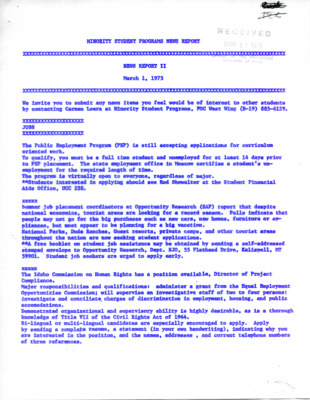 MINORITY STUDENT PROGRAMS NEWS REPORT
RECEIVED
NEWS REPORT II
March 1, 1975
We invite you to submit any news items you feel would be of interest to other students
by contacting Carmen Loera at Minority Student Programs, WOC West Wing (B-19) 885-6129.
JOBS
The Public Employment Program (PEP) is still accepting applications for curriculum
oriented work.
To qualify, you must be a full time student and unemployed for at least 14 days prior
to PEP placement. The state employment office in Moscow certifies a student's un-
employment for the required length of time.
The program is virtually open to everyone, regardless of major.
**Students interested in applying should see Red Showalter at the Student Financial
Aids Office, UCC 228.
xxxxx
Summer job placement coordinators at Opportunity Research (SAP) report that despite
national economics, tourist areas are looking for a record season. Polls indicate that
people may not go for the big purchases such as new cars, new homes, furniture or ap-
pliances, but most appear to be planning for a big vacation.
National Parks, Dude Ranches, Guest resorts, private camps, and other tourist areas
throughout the nation are now seeking student applications.
**A free booklet on student job assistance may be obtained by sending a self-addressed
stamped envelope to Opportunity Research, Dept. SJO, 55 Flathead Drive, Kalispell, MT
59901. Student job seekers are urged to apply early.
xxxxx
The Idaho Commission on Human Rights has a position available, Director of Project
Compliance.
Major responsibilities and qualifications: administer a grant from the Equal Employment
Opportunities Commission; will supervise an investigative staff of two to four persons:
investigate and conciliate charges of discrimination in employment, housing, and public
accomodations.
Demonstrated organizational and supervisory ability is highly desirable, as is a thorough
knowledge of Title VII of the Civil Rights Act of 1964.
Bi-lingual or multi-lingual candidates are especially encouraged to apply. Apply
by sending a complete resume, a statement (in your own handwriting), indicating why you
are interested in the position, and the names, addresses , and current telephone numbers
of three references.